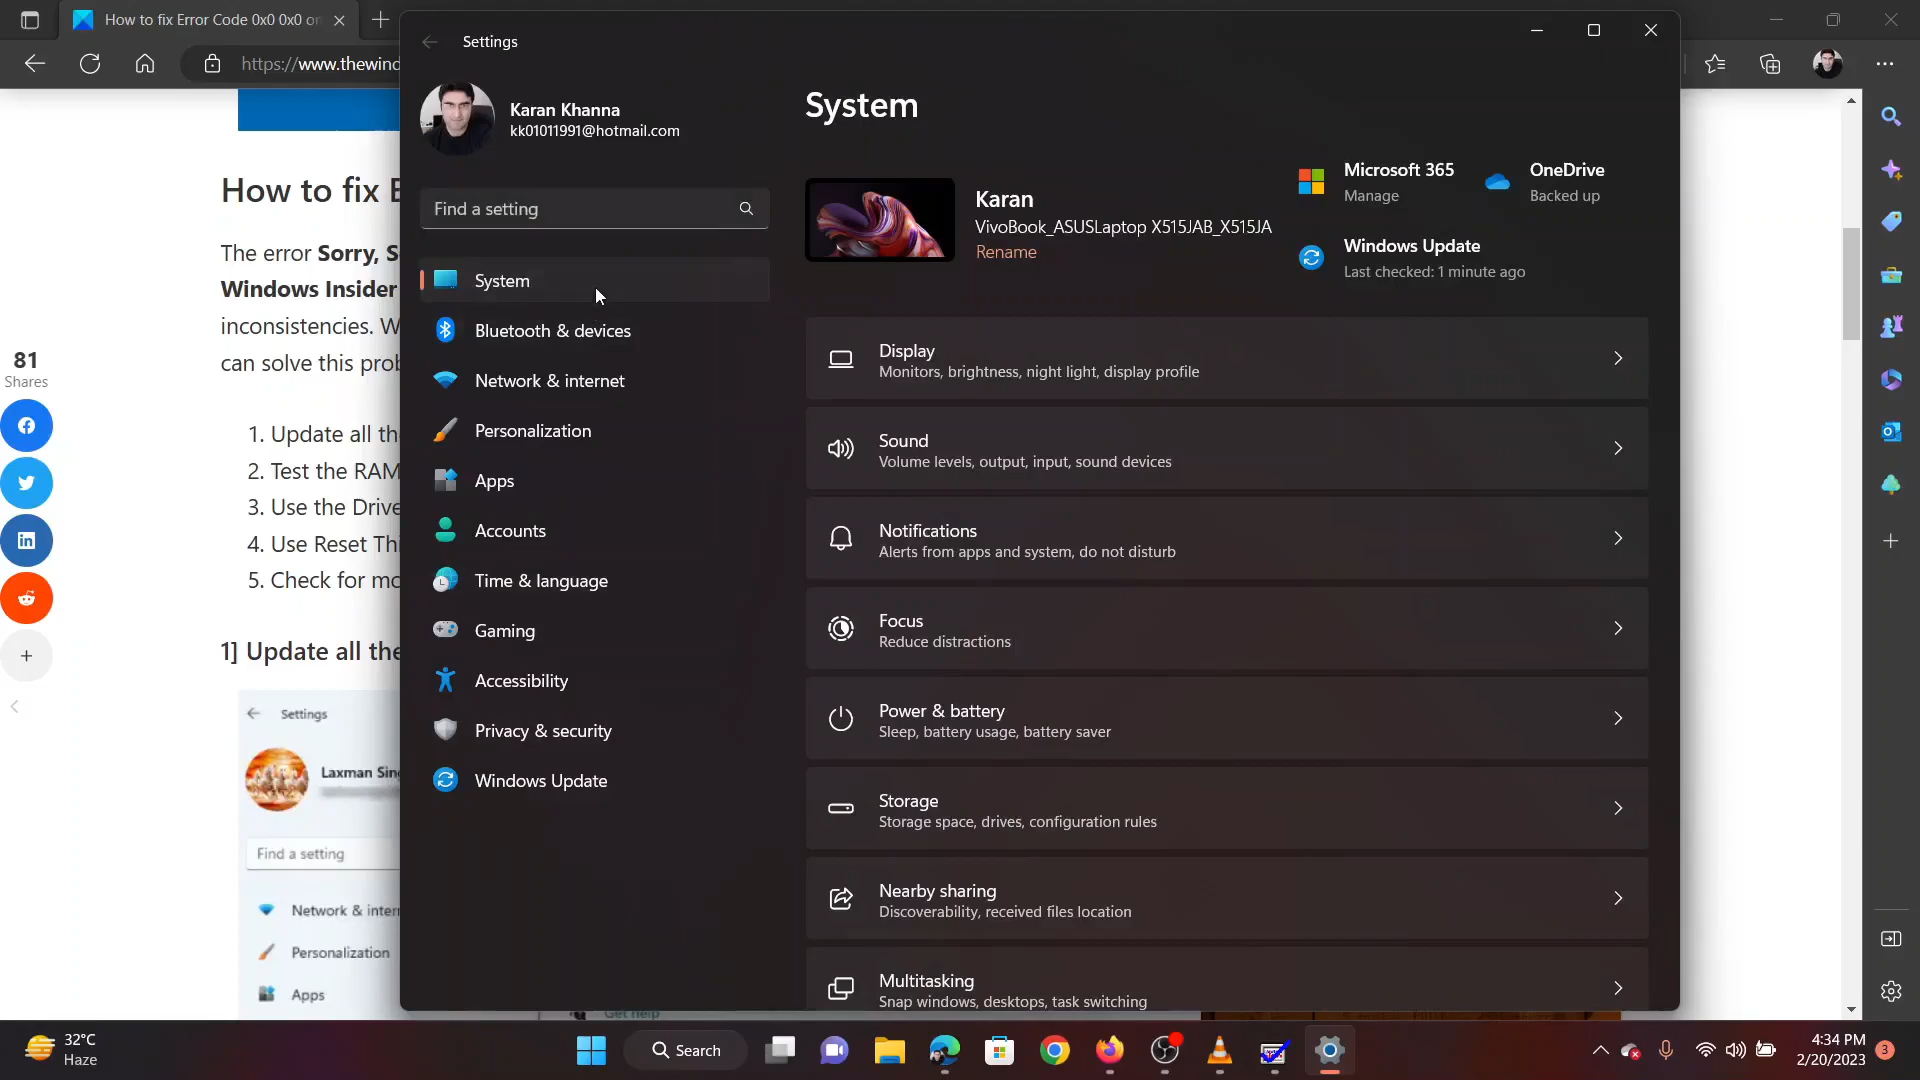 How to fix Error Code 0x0 0x0 on
https://www.thewind
Settings
Karan Khanna
kk01011991@hotmail.com
Find a setting
System
Bluetooth & devices
Network & internet
Personalization
Apps
Accounts
Time & language
Gaming
Accessibility
Privacy & security
Windows Update
System
Karan
VivoBook_ASUSLaptop X515JAB_X515JA
Rename
Microsoft 365
Manage
OneDrive
Backed up
Windows Update
Last checked: 1 minute ago
Display
Monitors, brightness, night light, display profile
Sound
Volume levels, output, input, sound devices
Notifications
Alerts from apps and system, do not disturb
Focus
Reduce distractions
Power & battery
Sleep, battery usage, battery saver
Storage
Storage space, drives, configuration rules
Nearby sharing
Discoverability, received files location
Multitasking
Snap windows, desktops, task switching
How to fix E
The error Sorry, S
Windows Insider
inconsistencies. W
can solve this prob
1. Update all th
2. Test the RAM
3. Use the Drive
4. Use Reset Thi
5. Check for mo
1] Update all the
81
Shares
Settings
Laxman Sin
Find a setting
Network & inter
Personalization
Apps
Get help
32°C
Haze
Search
4:34 PM
2/20/2023
3